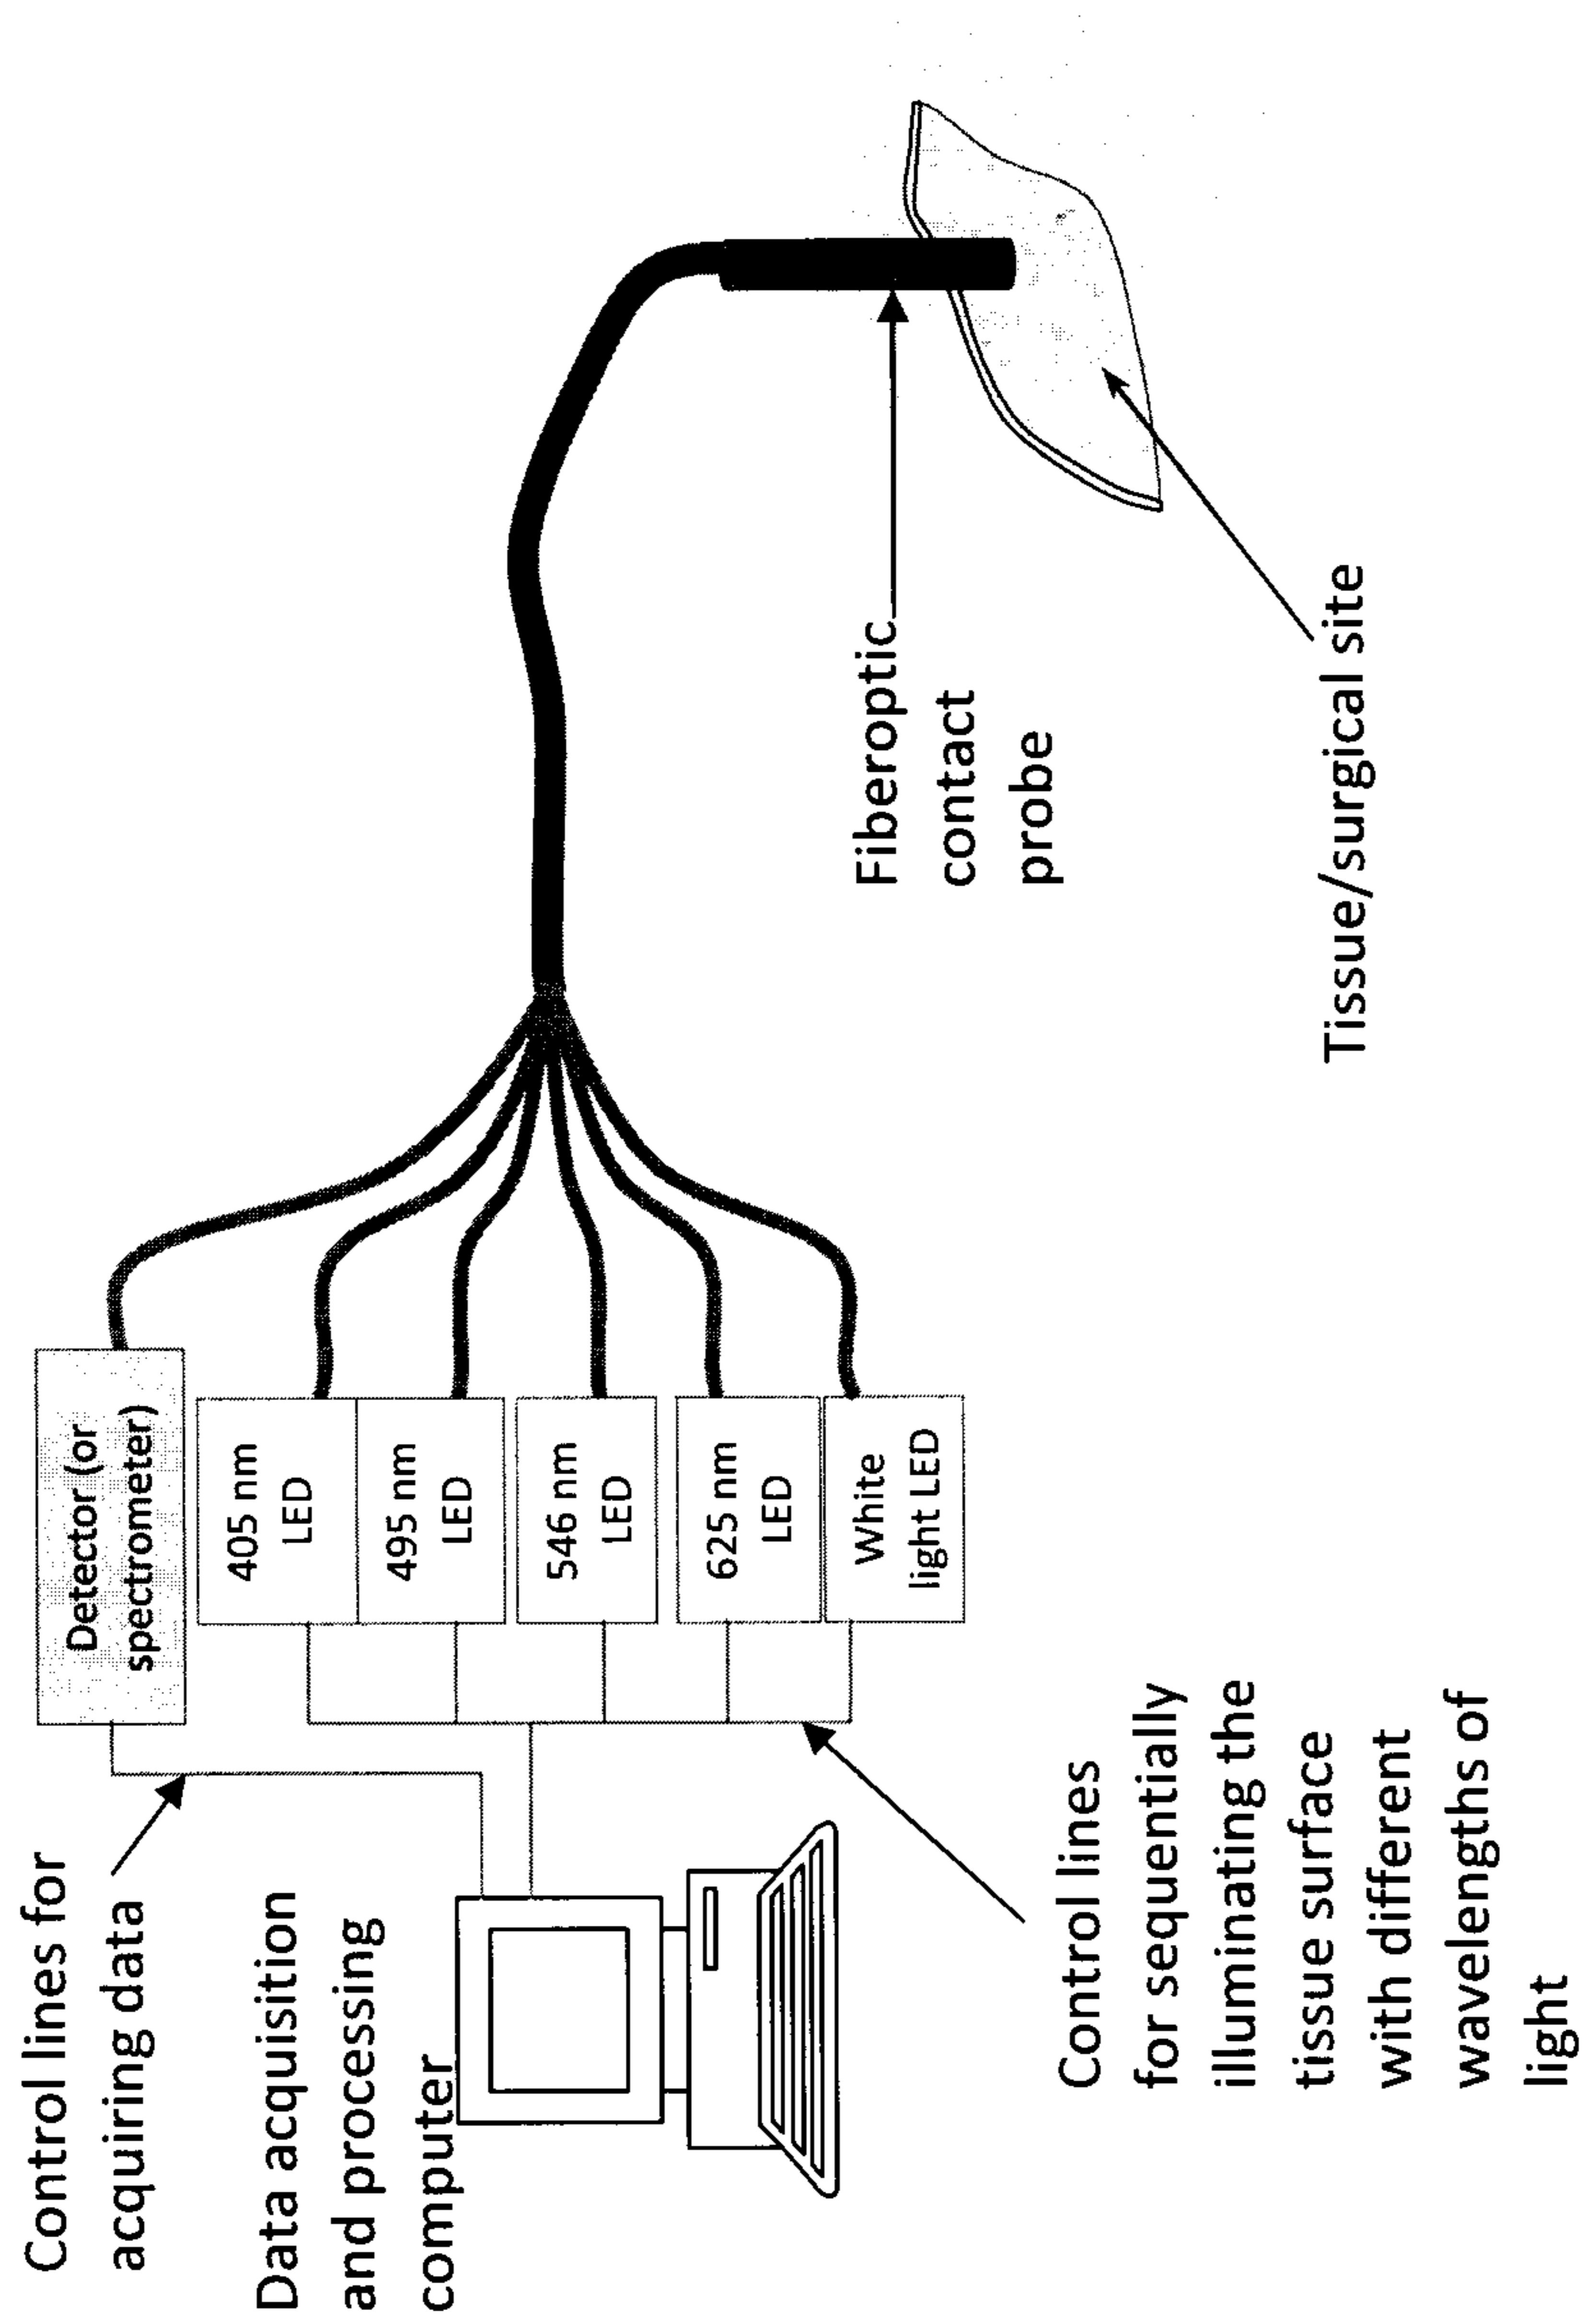 Control lines for
acquiring data
Data acquisition
and processing
computer
Detector (or
spectrometer)
405 nm
LED
495 nm
LED
546 nm
LED
625 nm
LED
White
light LED
Control lines
for sequentially
illuminating the
tissue surface
with different
wavelengths of
light
Fiberoptic
contact
probe
Tissue/surgical site